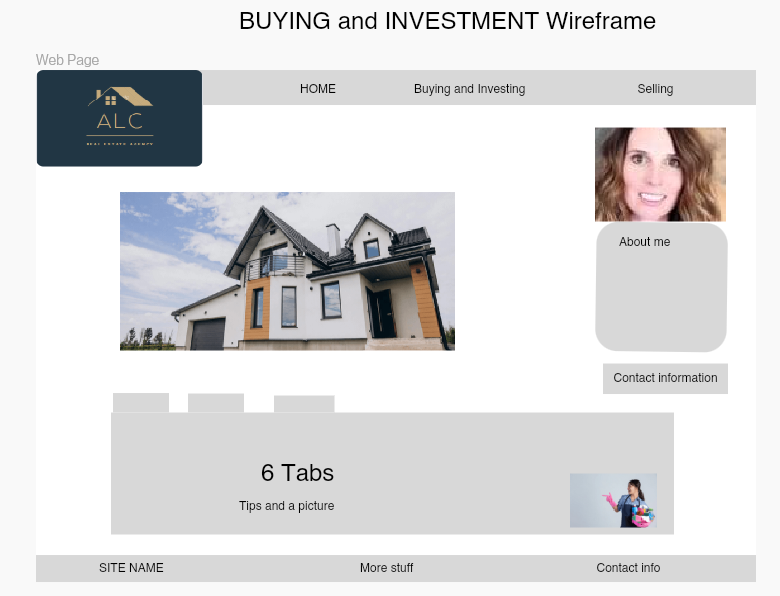 BUYING and INVESTMENT Wireframe
Web Page
HOME
Buying and Investing
Selling
ALC
REAL ESTATE AGENCY
About me
Contact information
6 Tabs
Tips and a picture
SITE NAME
More stuff
Contact info